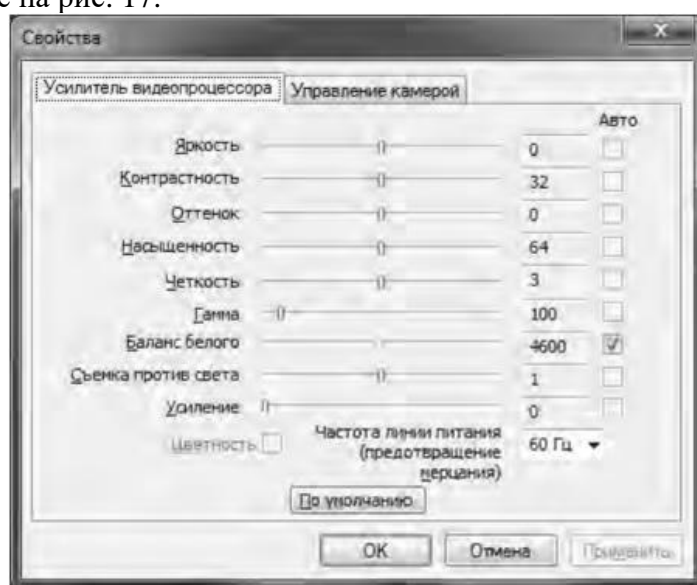 на рис. 17.
Свойства
Усилитель видеопроцессора Управление камерой
Авто
Яркость 0
Контрастность 32
Оттенок 0
Насыщенность 64
Четкость 3
Гамма 100
Баланс белого 4600
Съемка против света 1
Усиление 0
Цветность Частота линии питания (предотвращение мерцания) 60 Гц
По умолчанию
ОК Отмена Применить